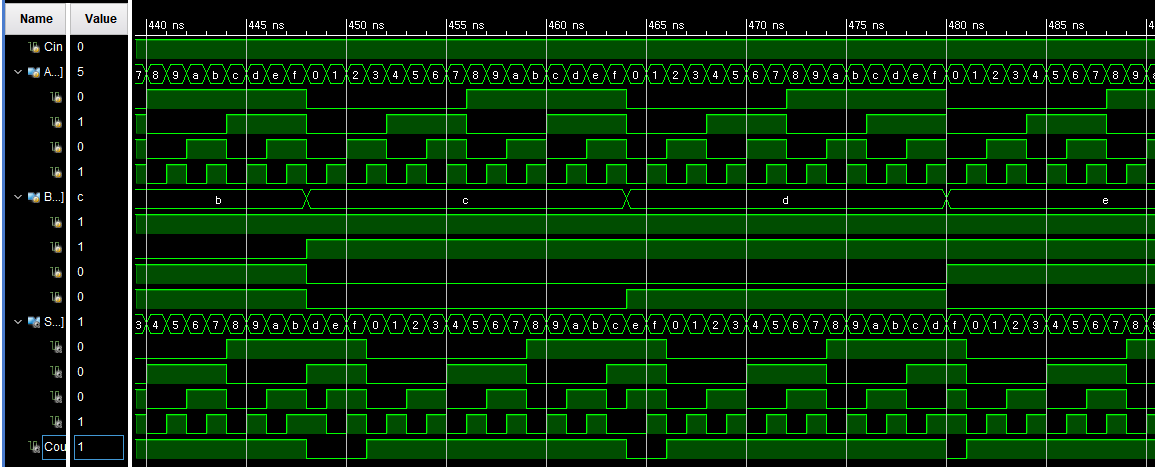 Name Value 440 ns 445 ns 450 ns 455 ns 460 ns 465 ns 470 ns 475 ns 480 ns 485 ns
Cin 0
A...] 5 7 8 9 a b c d e f 0 1 2 3 4 5 6 7 8 9 a b c d e f 0 1 2 3 4 5 6 7 8 9 a b c d e f 0 1 2 3 4 5 6 7 8 9
0
1
0
1
B...] c b c d e
1
1
0
0
S...] 1 3 4 5 6 7 8 9 a b d e f 0 1 2 3 4 5 6 7 8 9 a b c e f 0 1 2 3 4 5 6 7 8 9 a b c d f 0 1 2 3 4 5 6 7 8
0
0
0
1
Cou 1